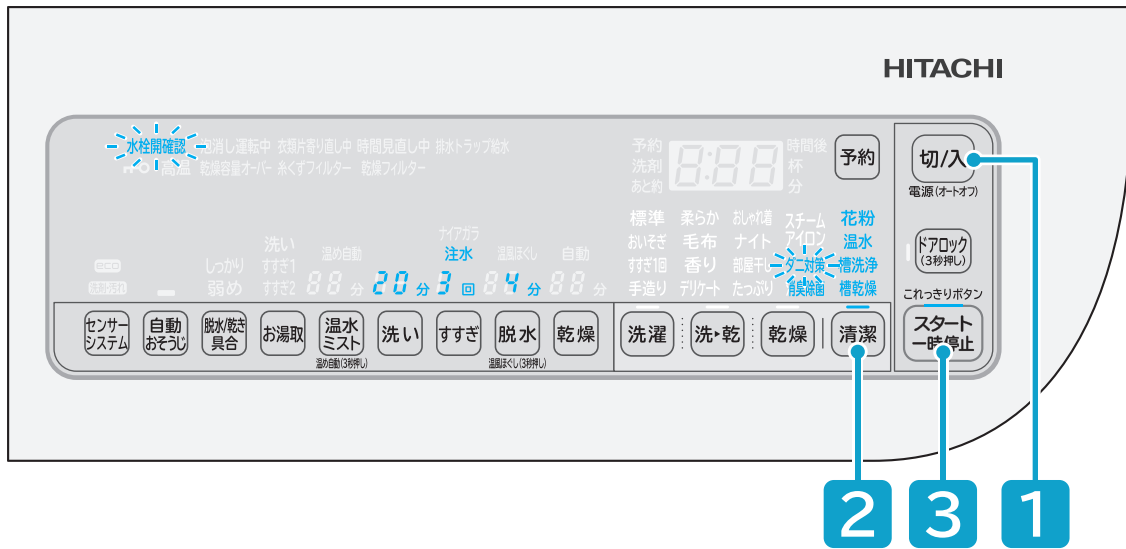 HITACHI
水栓開確認 泡消し運転中 衣類片寄り直し中 時間見直し中 排水トラップ給水
高温 乾燥容量オーバー 糸くずフィルター 乾燥フィルター
予約 8:88 時間後
洗剤 杯
あと約 分
予約
切/入
電源(オートオフ)
標準 柔らか おしゃれ着 スチームアイロン 花粉
おいそぎ 毛布 ナイト 温水
すすぎ1回 香り 部屋干し ダニ対策 槽洗浄
手造り デリケート たっぷり 消臭除菌 槽乾燥
ドアロック
(3秒押し)
これっきりボタン
ナイアガラ
洗い 温め自動 注水 温風ほぐし 自動
eco しっかり すすぎ1
弱め すすぎ2 88 分 20 分 3 回 84 分 88 分
センサー
システム
自動
おそうじ
脱水/乾き
具合
お湯取
温水
ミスト
洗い
すすぎ
脱水
乾燥
洗濯
洗▸乾
乾燥
清潔
スタート
一時停止
温め自動(3秒押し)
温風ほぐし(3秒押し)
2
3
1